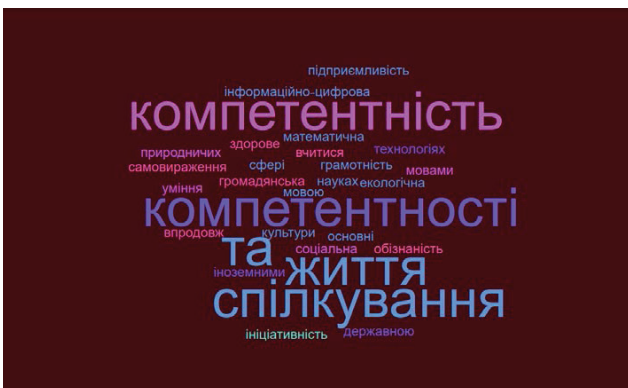 підприємливість
інформаційно-цифрова
компетентність
математична
здорове
вчитися технологіях
природничих
сфері грамотність
самовираження мовами
громадянська науках екологічна
уміння мовою
компетентності
впродовж культури основні
та соціальна обізнаність
життя
іноземними
спілкування
ініціативність державною